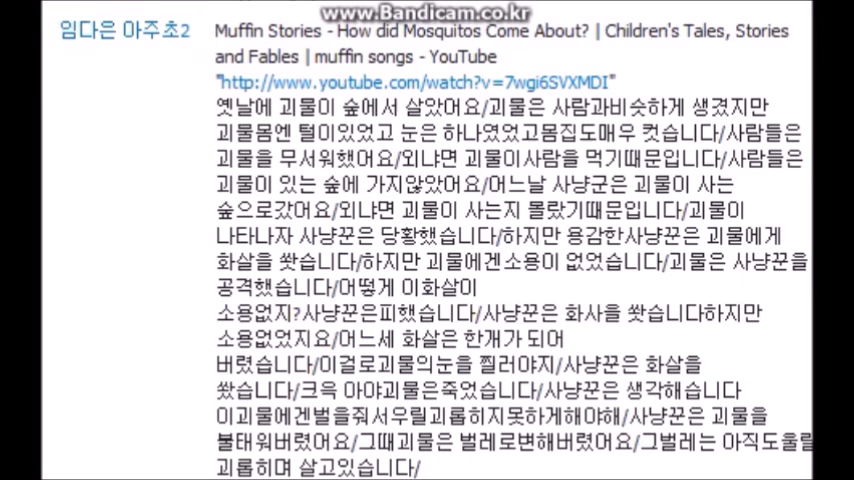 www.Bandicam.co.kr
임다은 아주초2
Muffin Stories - How did Mosquitos Come About? | Children's Tales, Stories
and Fables | muffin songs - YouTube
"http://www.youtube.com/watch?v=7wgi6SVXMDI"
옛날에 괴물이 숲에서 살았어요/괴물은 사람과비슷하게 생겼지만
괴물몸엔 털이있었고 눈은 하나였었고몸집도매우 컷습니다/사람들은
괴물을 무서워했어요/외냐면 괴물이사람을 먹기때문입니다/사람들은
괴물이 있는 숲에 가지않았어요/어느날 사냥군은 괴물이 사는
숲으로갔어요/외냐면 괴물이 사는지 몰랐기때문입니다/괴물이
나타나자 사냥꾼은 당황했습니다/하지만 용감한사냥꾼은 괴물에게
화살을 쏫습니다/하지만 괴물에겐소용이 없었습니다/괴물은 사냥꾼을
공격했습니다/어떻게 이화살이
소용없지?사냥꾼은피했습니다/사냥꾼은 화사을 쏫습니다하지만
소용없었지요/어느세 화살은 한개가 되어
버렸습니다/이걸로괴물의눈을 찔러야지/사냥꾼은 화살을
쐈습니다/크윽 아야괴물은죽었습니다/사냥꾼은 생각해습니다
이괴물에겐벌을줘서우릴괴롭히지못하게해야해/사냥꾼은 괴물을
불태워버렸어요/그때괴물은 벌레로변해버렸어요/그벌레는 아직도울릴
괴롭히며 살고있습니다/